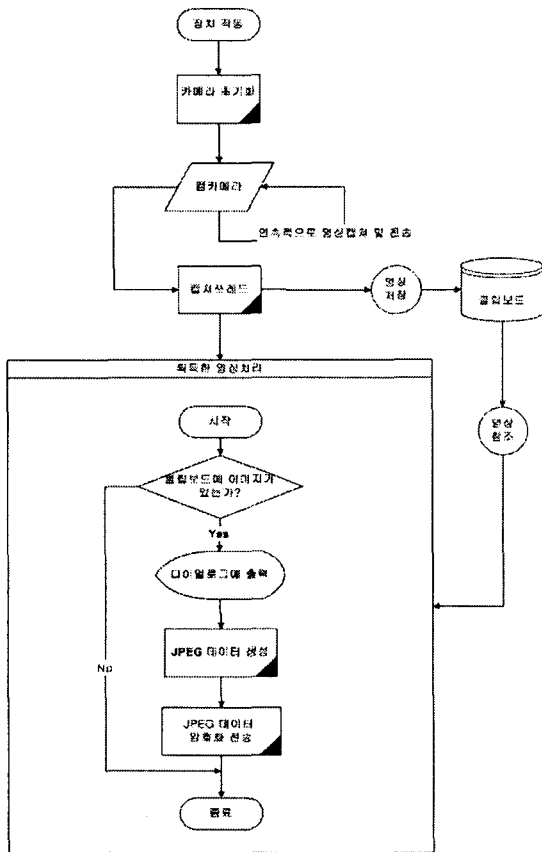 장치 작동
카메라 초기화
웹카메라
연속적으로 영상캡쳐 및 전송
캡쳐쓰레드
영상
저장
클립보드
획득한 영상처리
영상
참조
시작
클립보드에 이미지가
있는가?
Yes
다이얼로그에 출력
No
JPEG 데이터 생성
JPEG 데이터
암호화 전송
종료